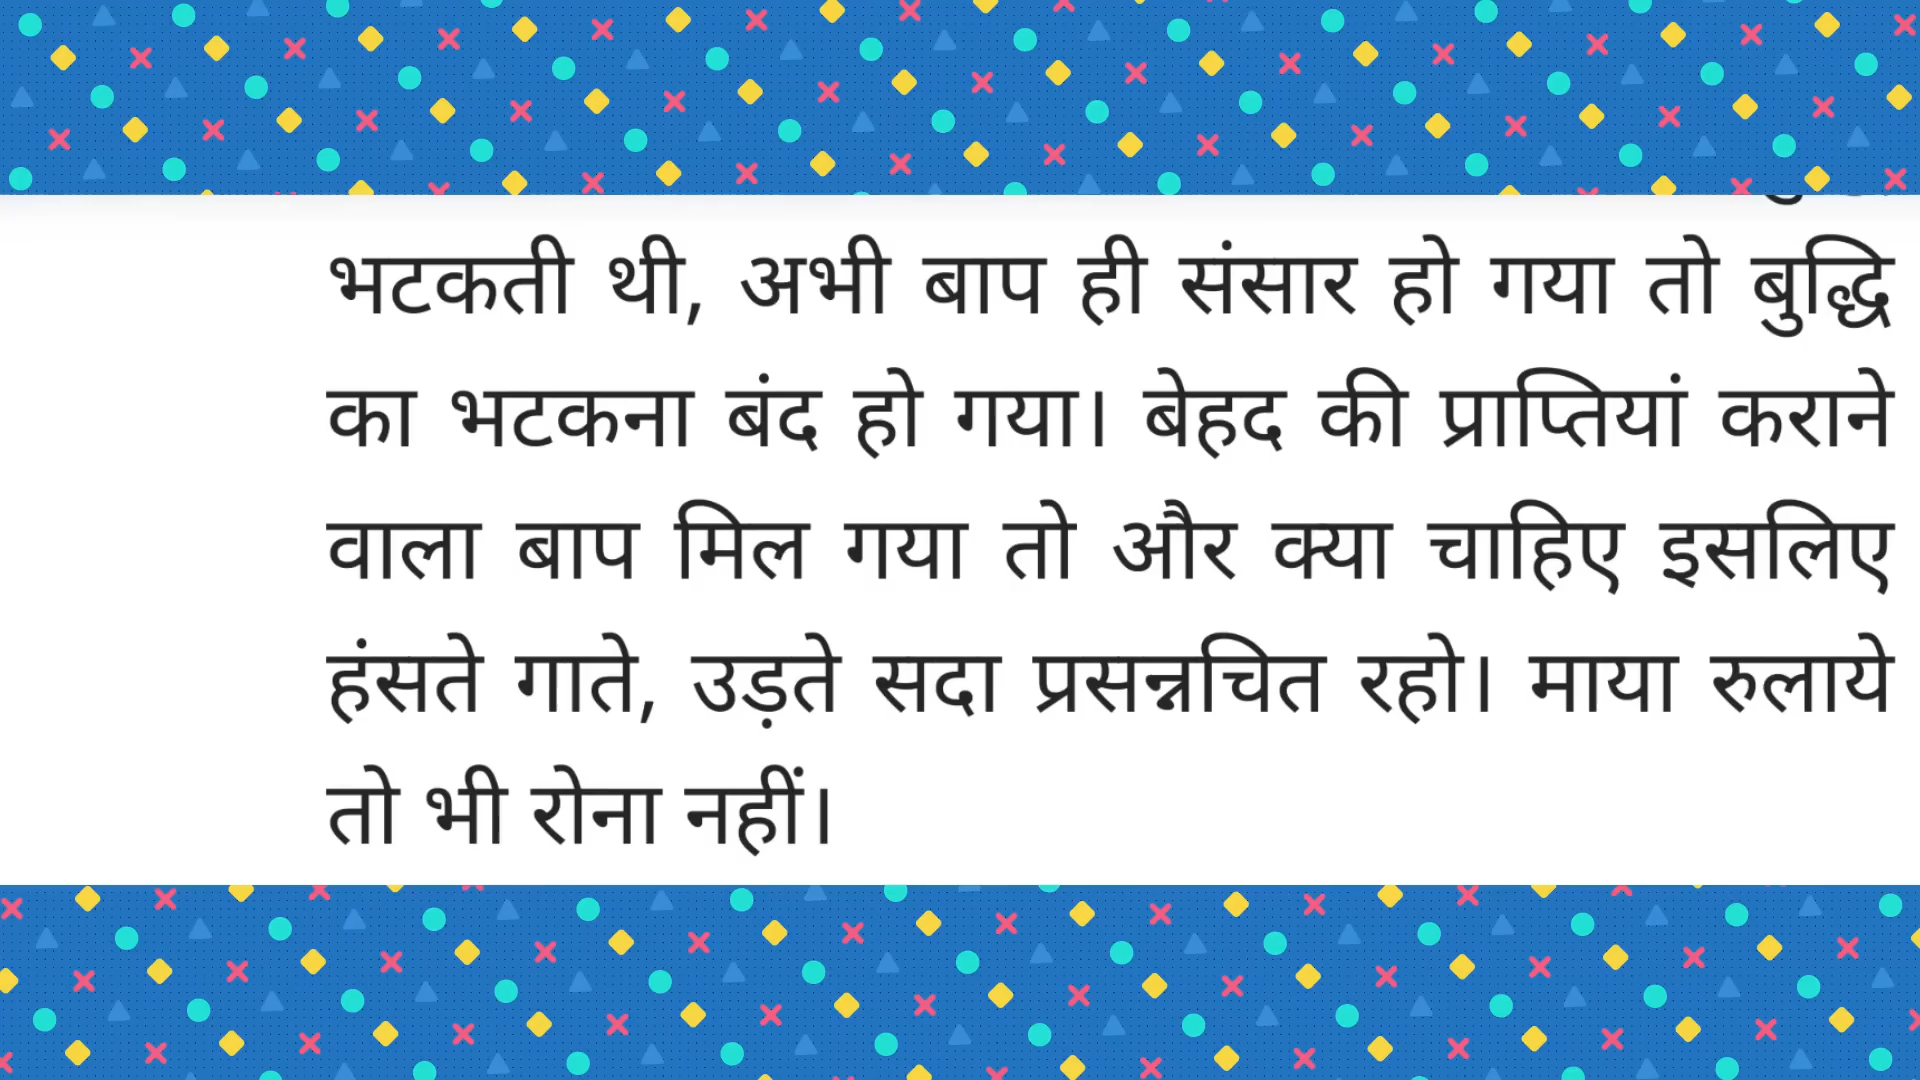 भटकती थी, अभी बाप ही संसार हो गया तो बुद्धि
का भटकना बंद हो गया। बेहद की प्राप्तियां कराने
वाला बाप मिल गया तो और क्या चाहिए इसलिए
हंसते गाते, उड़ते सदा प्रसन्नचित रहो। माया रुलाये
तो भी रोना नहीं।